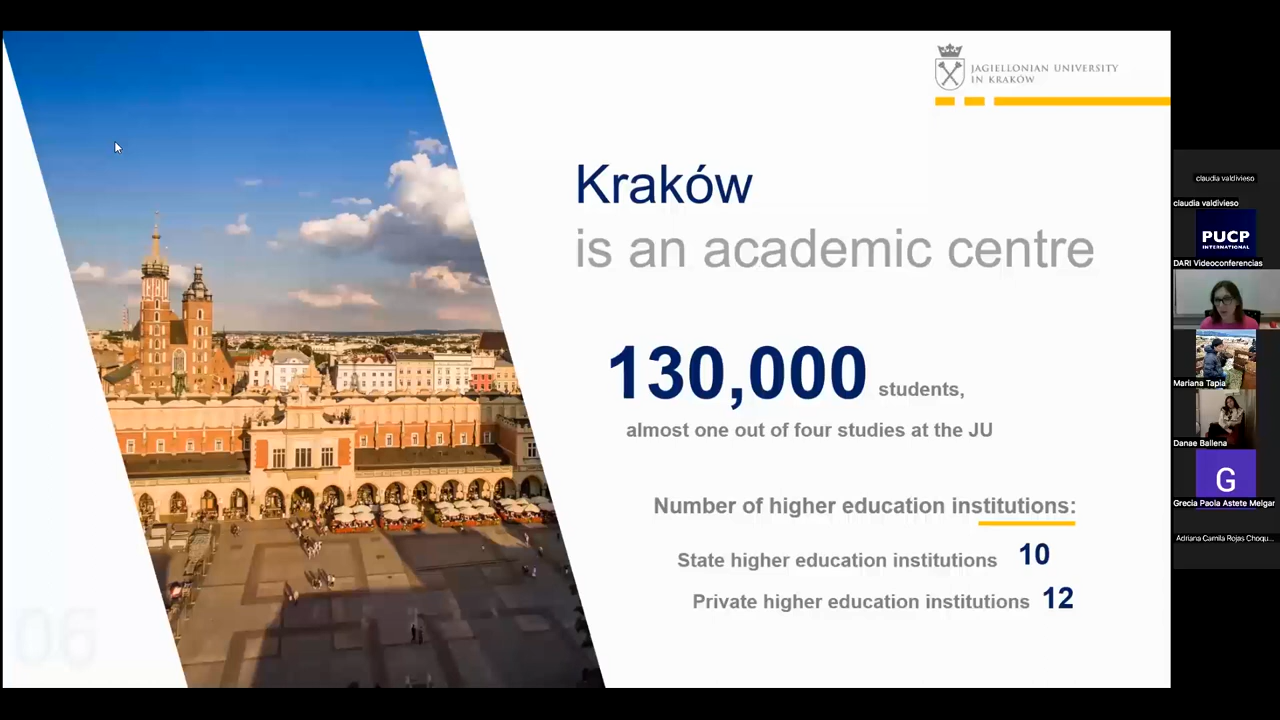 JAGIELLONIAN UNIVERSITY
IN KRAKÓW
Kraków
is an academic centre
130,000 students,
almost one out of four studies at the JU
Number of higher education institutions:
State higher education institutions 10
Private higher education institutions 12
06
claudia valdivieso
claudia valdivieso
PUCP
INTERNATIONAL
DARI Videoconferencias
Mariana Tapia
Danae Ballena
G
Grecia Paola Astete Melgar
Adriana Camila Rojas Choqu...